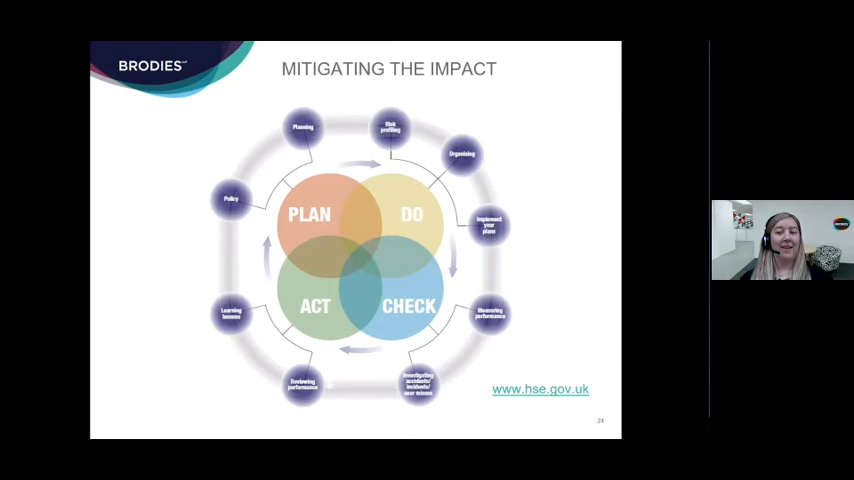 BRODIES LLP
MITIGATING THE IMPACT
Planning
Risk
profiling
Organising
Policy
PLAN
DO
Implement
your
plans
Learning
lessons
ACT
CHECK
Measuring
performance
Reviewing
performance
Investigating
accidents/
incidents/
near misses
www.hse.gov.uk
24